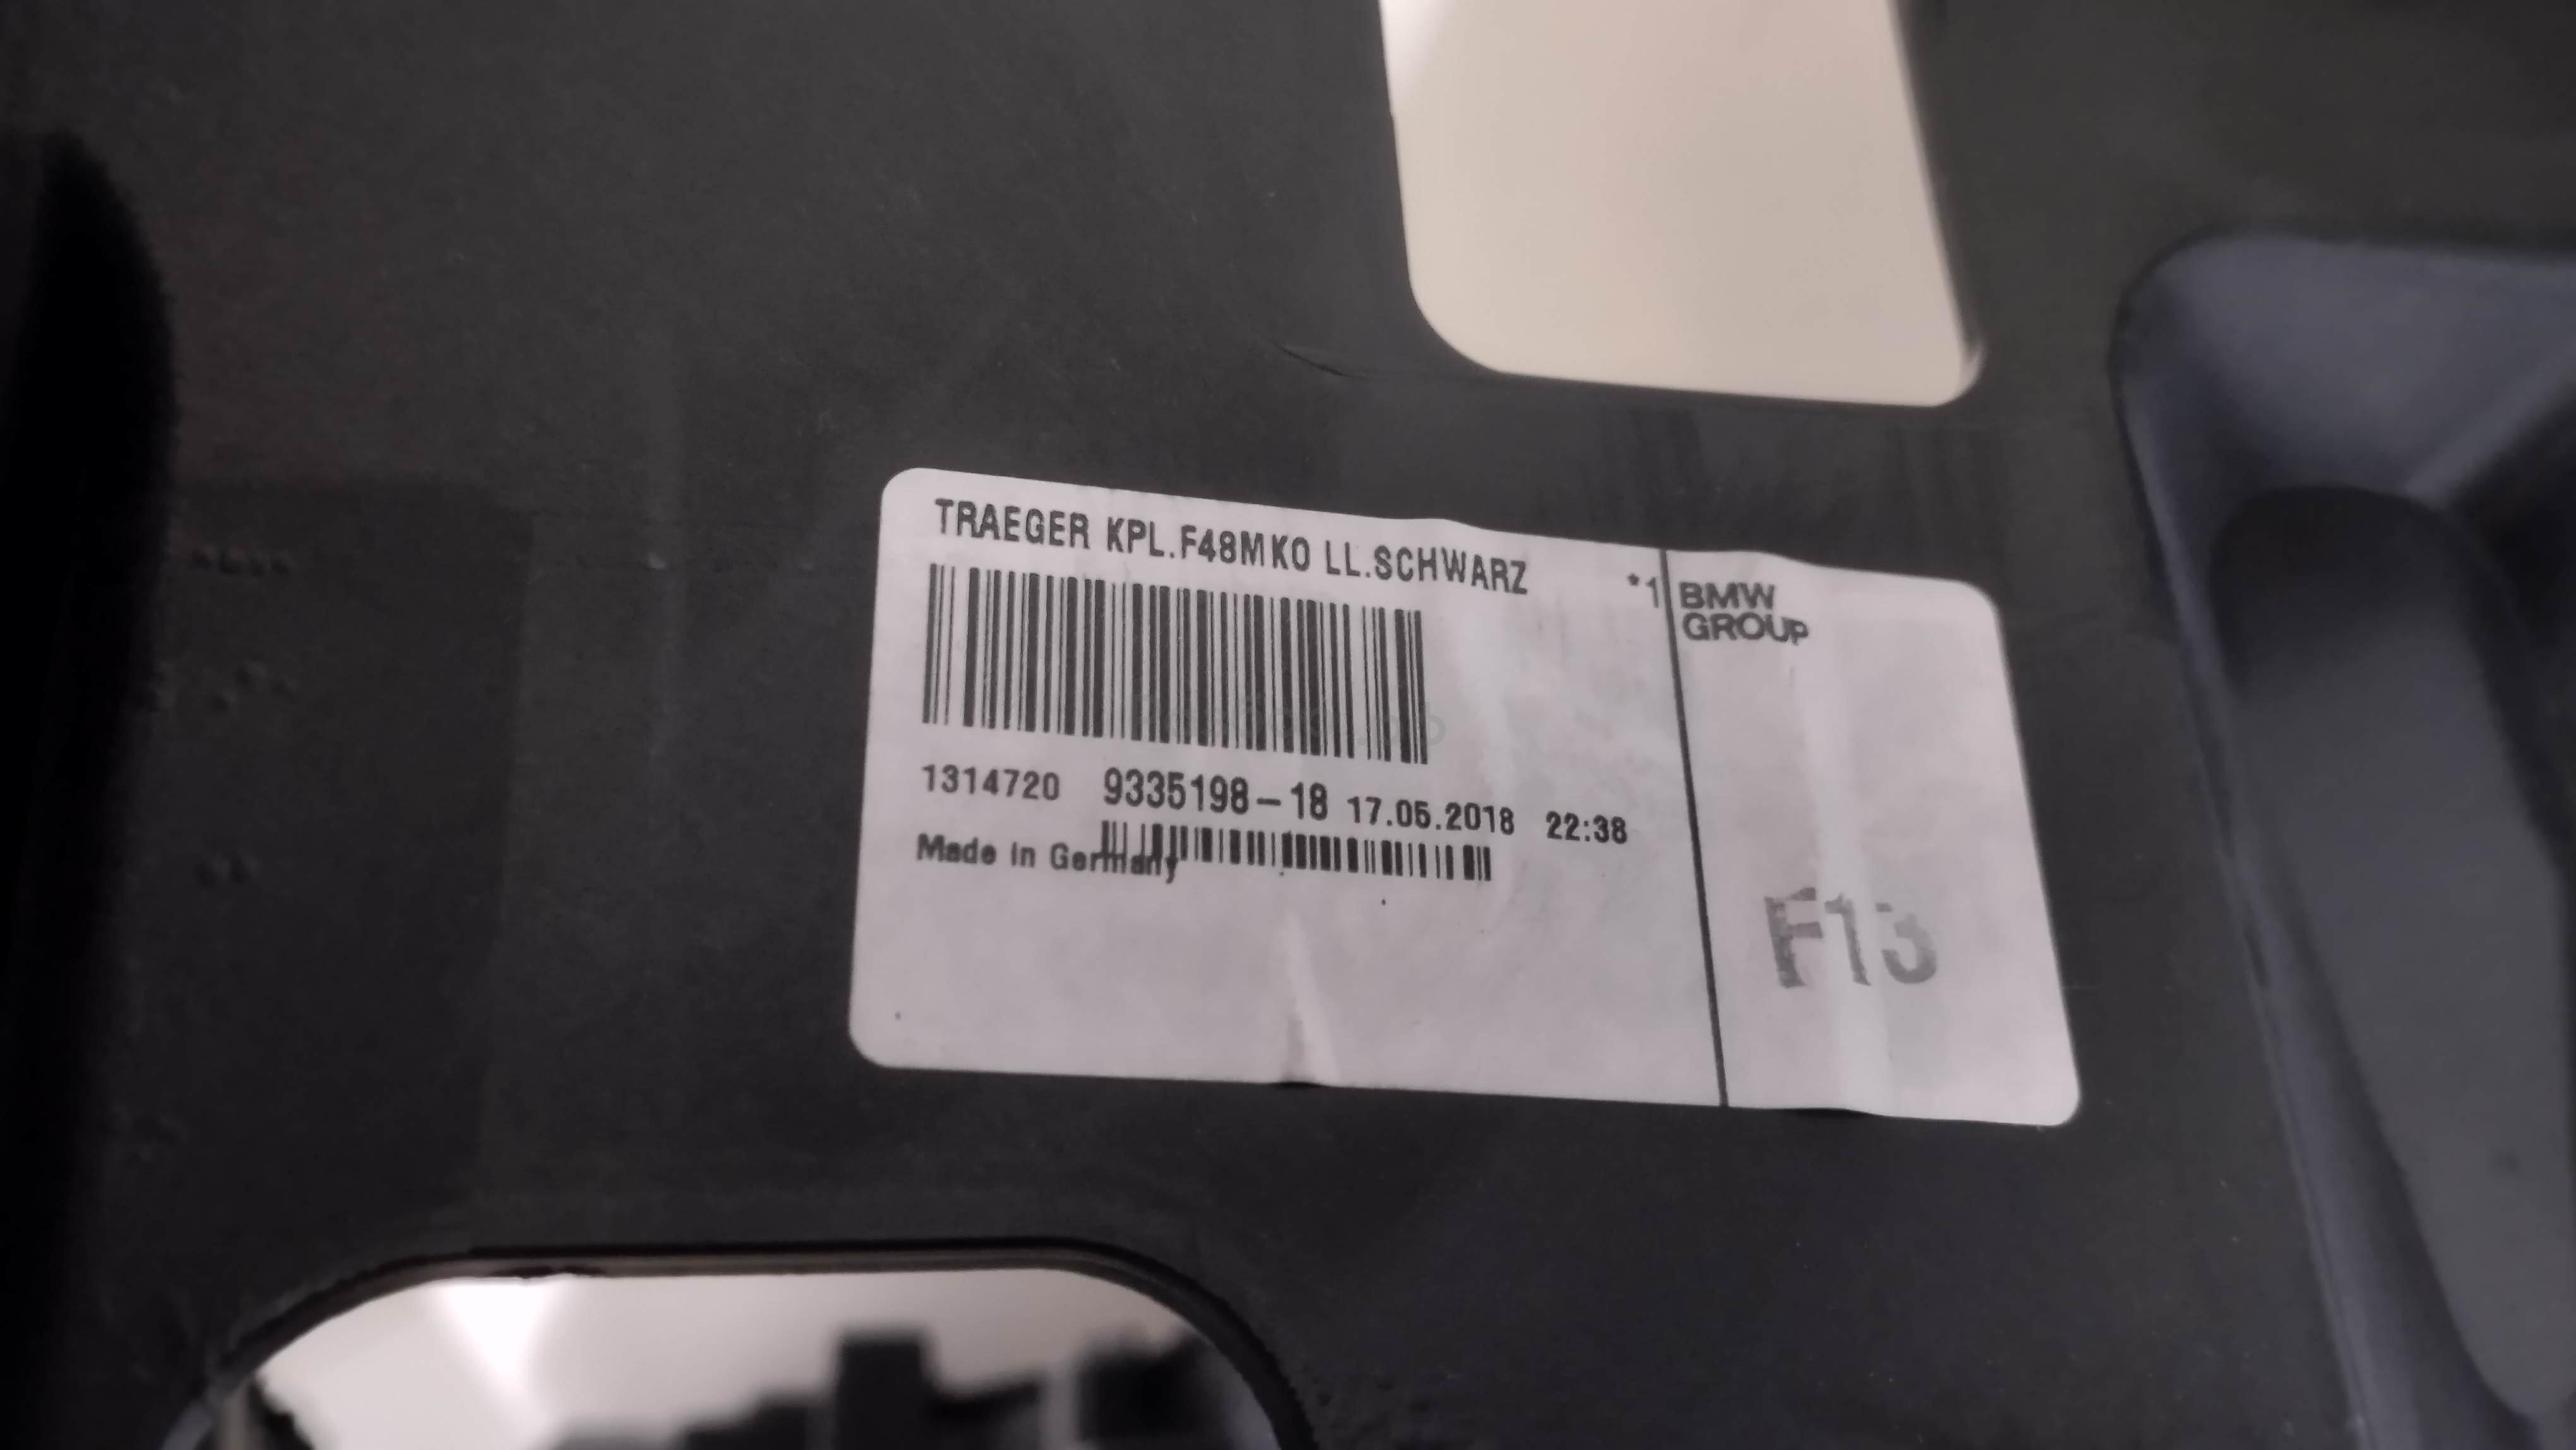 TRAEGER KPL.F48MKO LL.SCHWARZ *1
BMW
GROUP
1314720 9335198-18 17.05.2018 22:38
Made in Germany
F13